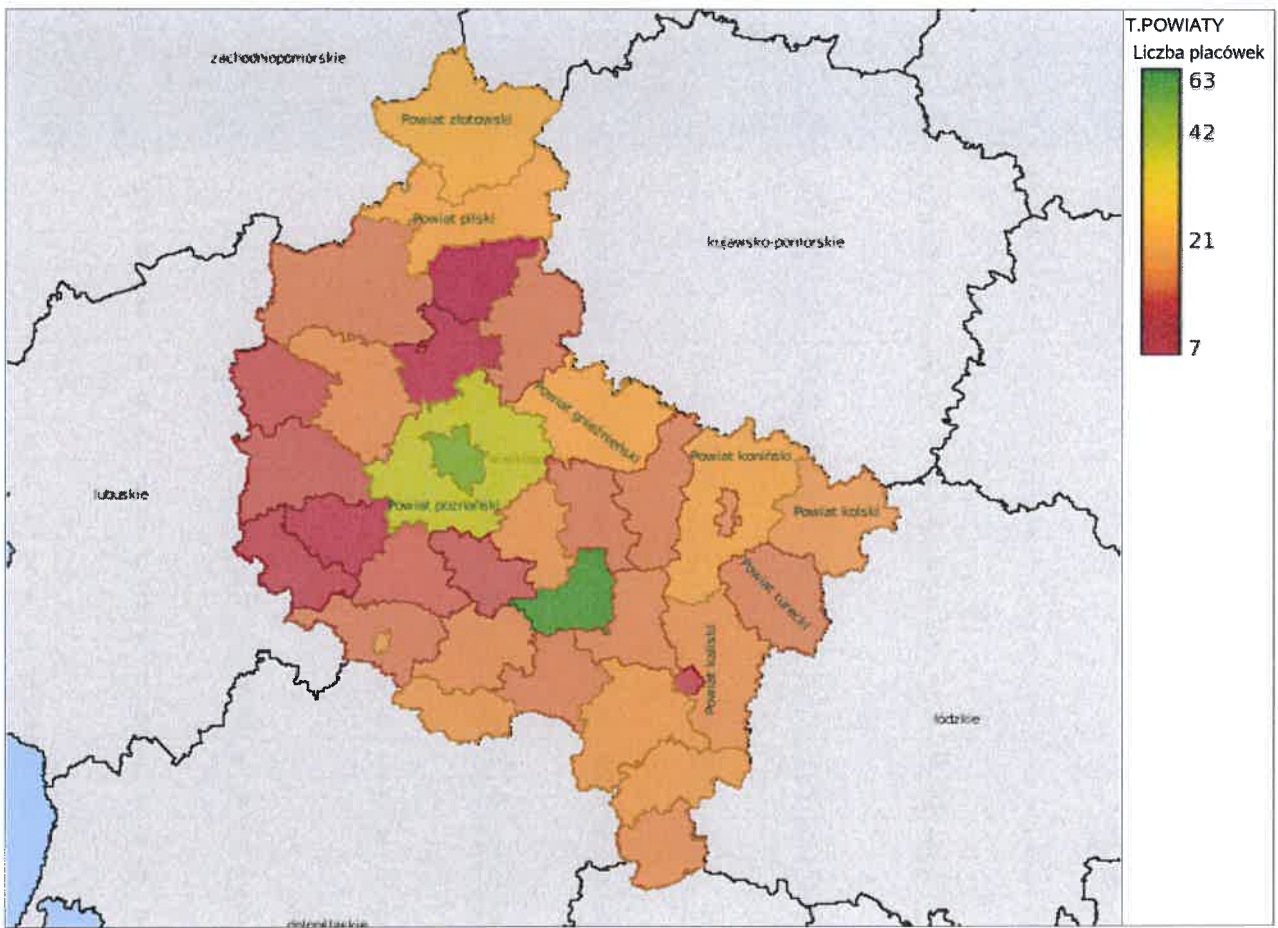 T.POWIATY
Liczba placówek
63
42
21
7
zachodniopomorskie
Powiat złotowski
Powiat pilski
kujawsko-pomorskie
Powiat gnieźnieński
Powiat koniński
lubuskie
Powiat poznański
Powiat kolski
Powiat turecki
Powiat kaliski
łódzkie
dolnośląskie